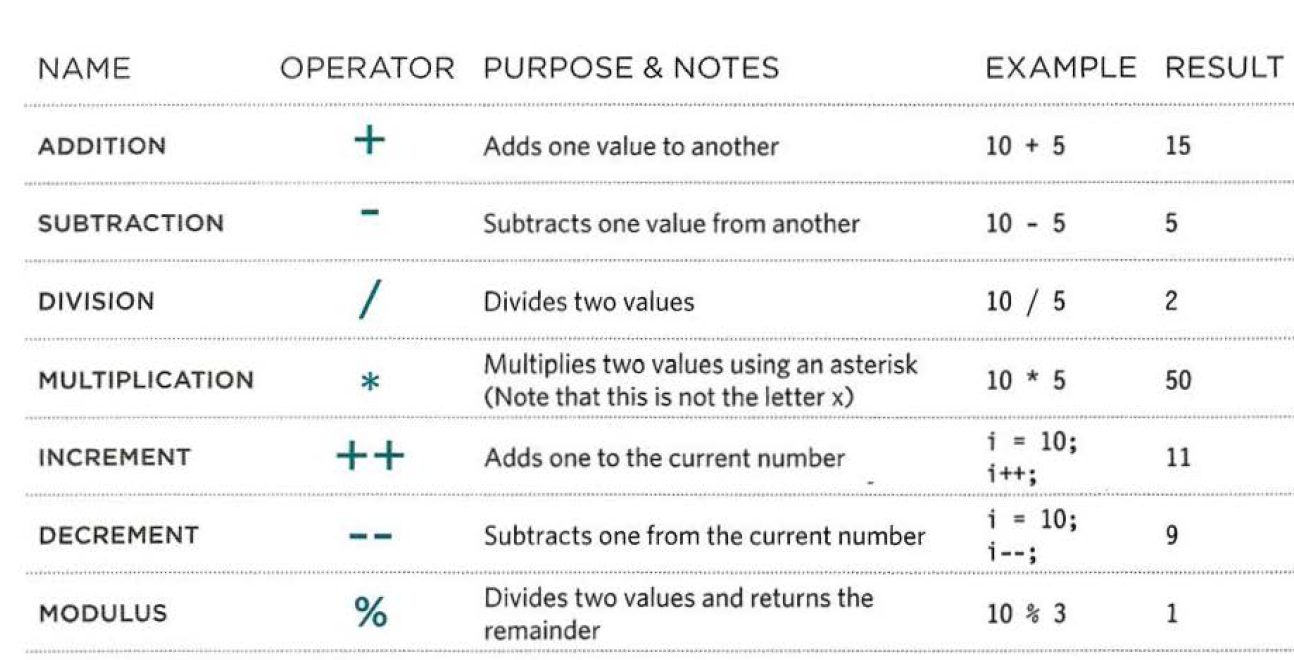 NAME OPERATOR PURPOSE & NOTES EXAMPLE RESULT
ADDITION + Adds one value to another 10 + 5 15
SUBTRACTION - Subtracts one value from another 10 - 5 5
DIVISION / Divides two values 10 / 5 2
MULTIPLICATION * Multiplies two values using an asterisk
(Note that this is not the letter x) 10 * 5 50
INCREMENT ++ Adds one to the current number i = 10;
i++; 11
DECREMENT -- Subtracts one from the current number i = 10;
i--; 9
MODULUS % Divides two values and returns the
remainder 10 % 3 1